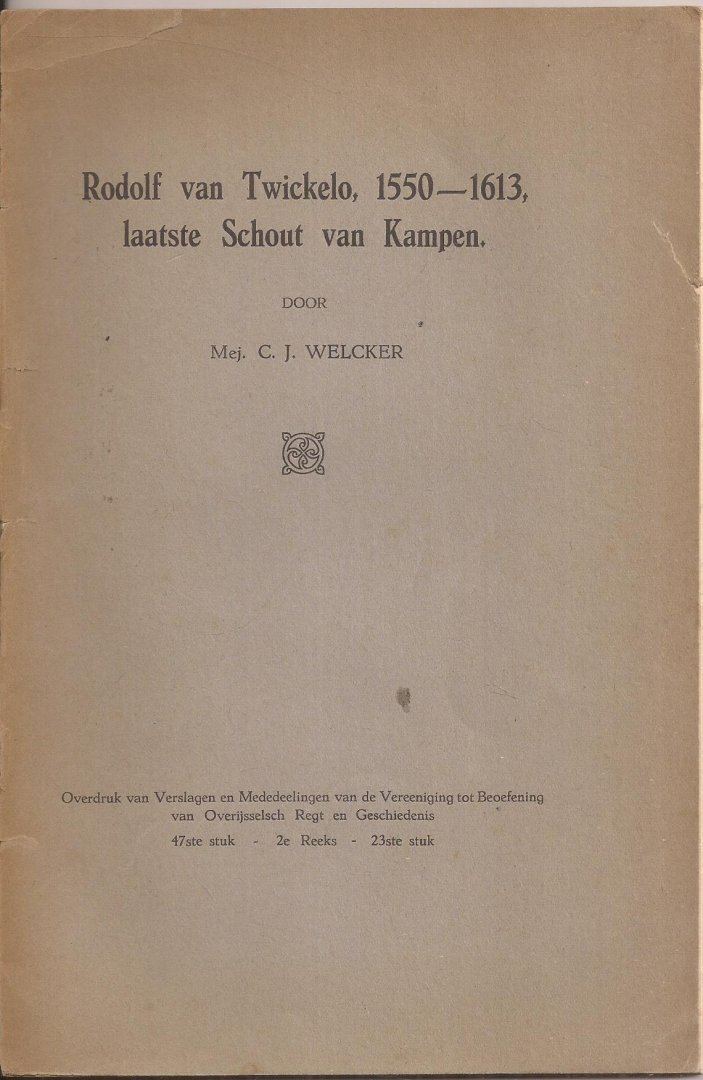 Rodolf van Twickelo, 1550—1613,
laatste Schout van Kampen.
DOOR
Mej. C. J. WELCKER
Overdruk van Verslagen en Mededeelingen van de Vereeniging tot Beoefening
van Overijsselsch Regt en Geschiedenis
47ste stuk - 2e Reeks - 23ste stuk